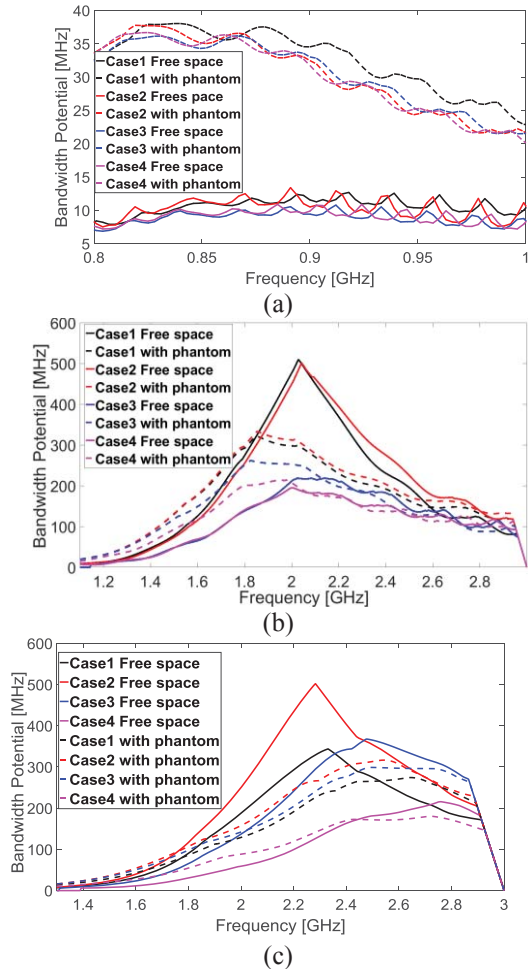 40
35
30
25
20
15
10
5
Bandwidth Potential [MHz]
Case1 Free space
Case1 with phantom
Case2 Frees pace
Case2 with phantom
Case3 Free space
Case3 with phantom
Case4 Free space
Case4 with phantom
0.8 0.85 0.9 0.95 1
Frequency [GHz]
(a)
600
500
400
300
200
100
0
Bandwidth Potential [MHz]
Case1 Free space
Case1 with phantom
Case2 Free space
Case2 with phantom
Case3 Free space
Case3 with phantom
Case4 Free space
Case4 with phantom
1.2 1.4 1.6 1.8 2 2.2 2.4 2.6 2.8
Frequency [GHz]
(b)
600
500
400
300
200
100
0
Bandwidth Potential [MHz]
Case1 Free space
Case2 Free space
Case3 Free space
Case4 Free space
Case1 with phantom
Case2 with phantom
Case3 with phantom
Case4 with phantom
1.4 1.6 1.8 2 2.2 2.4 2.6 2.8 3
Frequency [GHz]
(c)